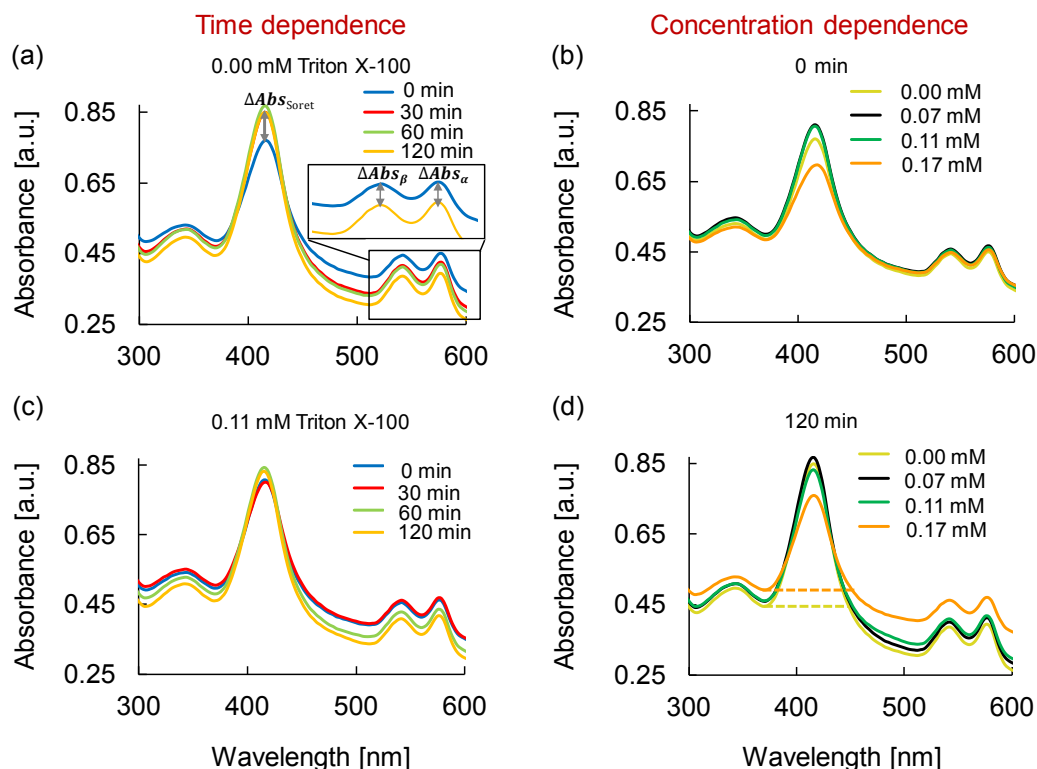 Time dependence
Concentration dependence
(a)
0.00 mM Triton X-100
ΔAbs_Soret
0 min
30 min
60 min
120 min
ΔAbs_β
ΔAbs_α
0.85
0.65
0.45
0.25
Absorbance [a.u.]
300
400
500
600
(b)
0 min
0.00 mM
0.07 mM
0.11 mM
0.17 mM
0.85
0.65
0.45
0.25
Absorbance [a.u.]
300
400
500
600
(c)
0.11 mM Triton X-100
0 min
30 min
60 min
120 min
0.85
0.65
0.45
0.25
Absorbance [a.u.]
300
400
500
600
Wavelength [nm]
(d)
120 min
0.00 mM
0.07 mM
0.11 mM
0.17 mM
0.85
0.65
0.45
0.25
Absorbance [a.u.]
300
400
500
600
Wavelength [nm]